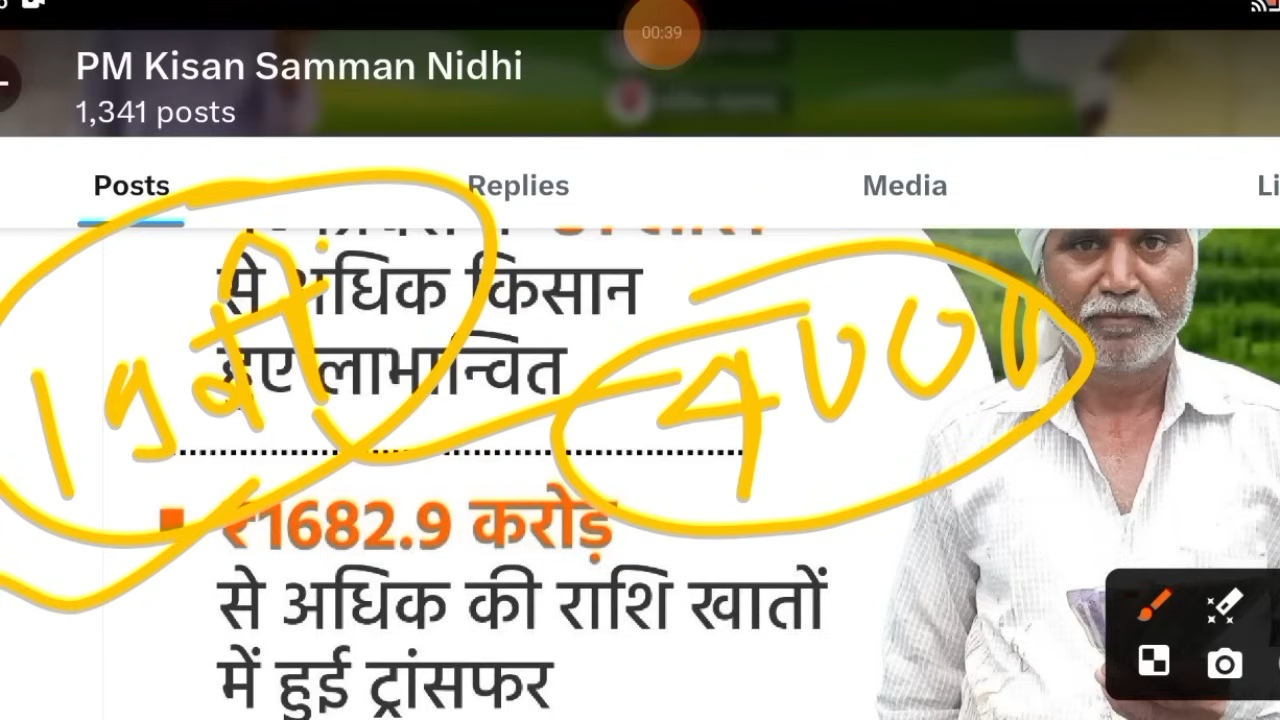 00:39
PM Kisan Samman Nidhi
1,341 posts
Posts Replies Media Li
से अधिक किसान
हुए लाभान्वित
4000
₹1682.9 करोड़
से अधिक की राशि खातों
में हुई ट्रांसफर